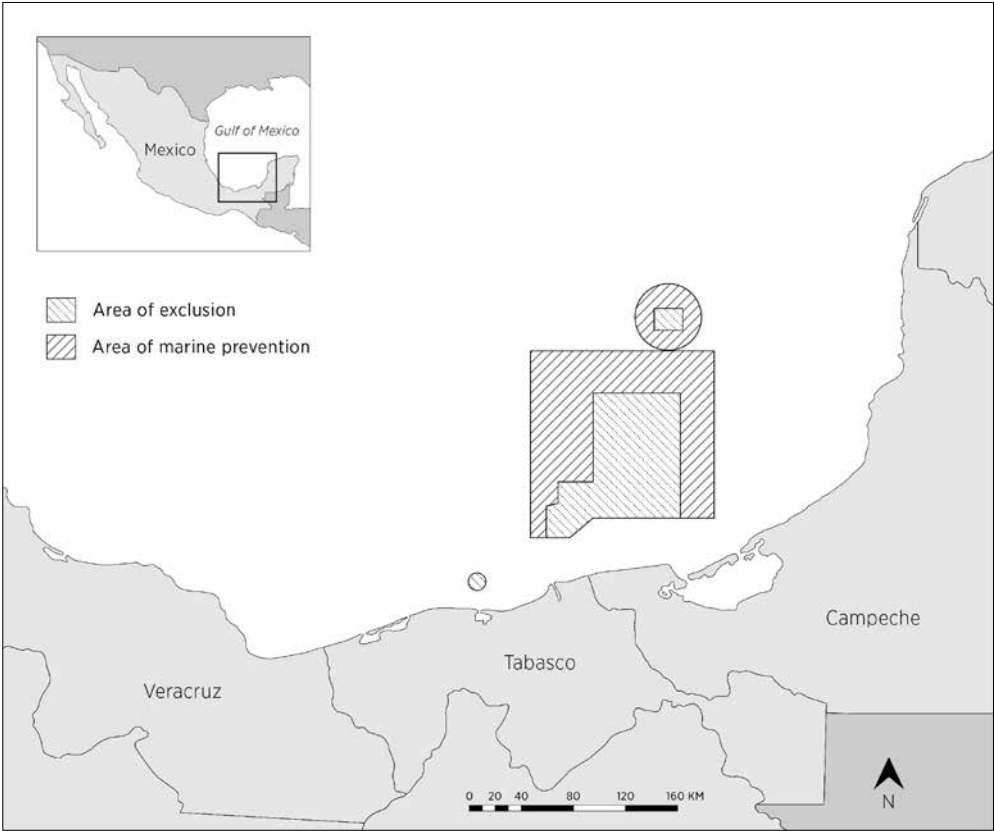 Gulf of Mexico
Mexico
Area of exclusion
Area of marine prevention
Campeche
Tabasco
Veracruz
0 20 40 80 120 160 KM
N